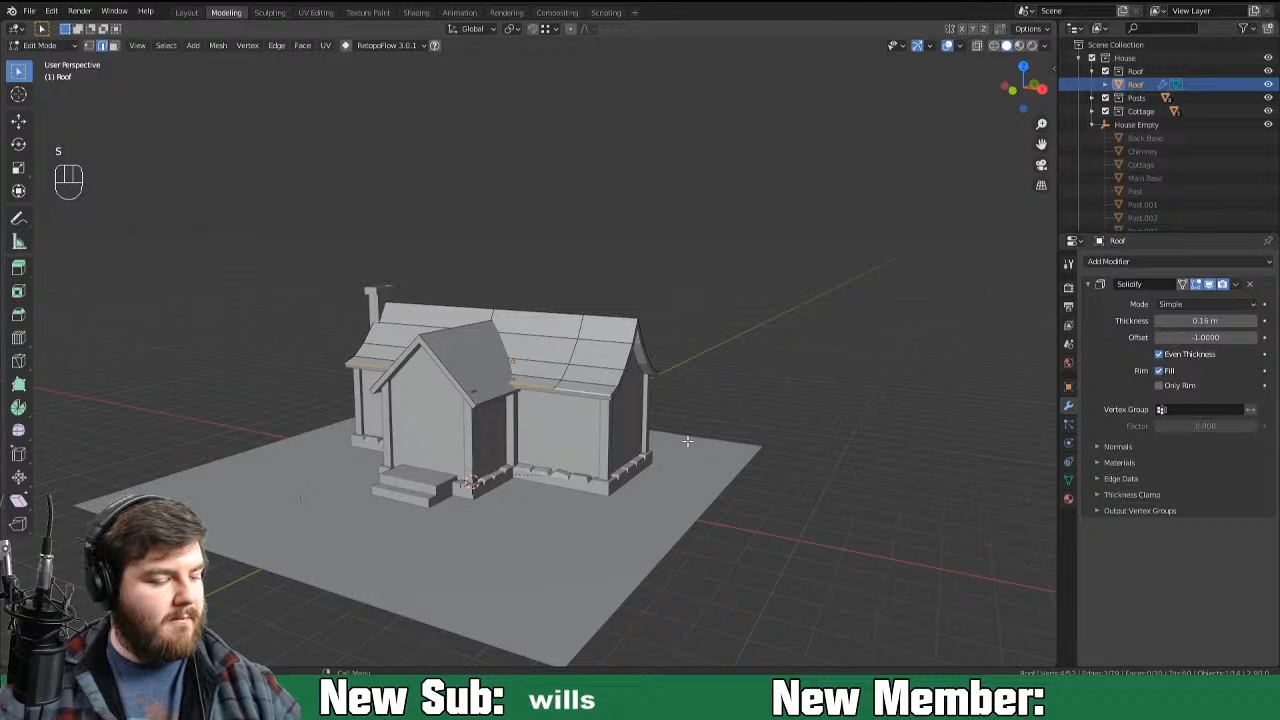 File Edit Render Window Help Layout Modeling Sculpting UV Editing Texture Paint Shading Animation Rendering Compositing Scripting + Scene View Layer
Global Options
Edit Mode View Select Add Mesh Vertex Edge Face UV RetopoFlow 3.0.1
Scene Collection
House
Roof
Roof
Posts
Cottage
House Empty
Back Base
Chimney
Cottage
Main Base
Post
Post.001
Post.002
User Perspective
(1) Roof
S
Roof
Add Modifier
Solidify
Mode Simple
Thickness 0.16 m
Offset -1.0000
Even Thickness
Rim Fill
Only Rim
Vertex Group
Factor 0.000
Normals
Materials
Edge Data
Thickness Clamp
Output Vertex Groups
Call Menu
New Sub: wills New Member: